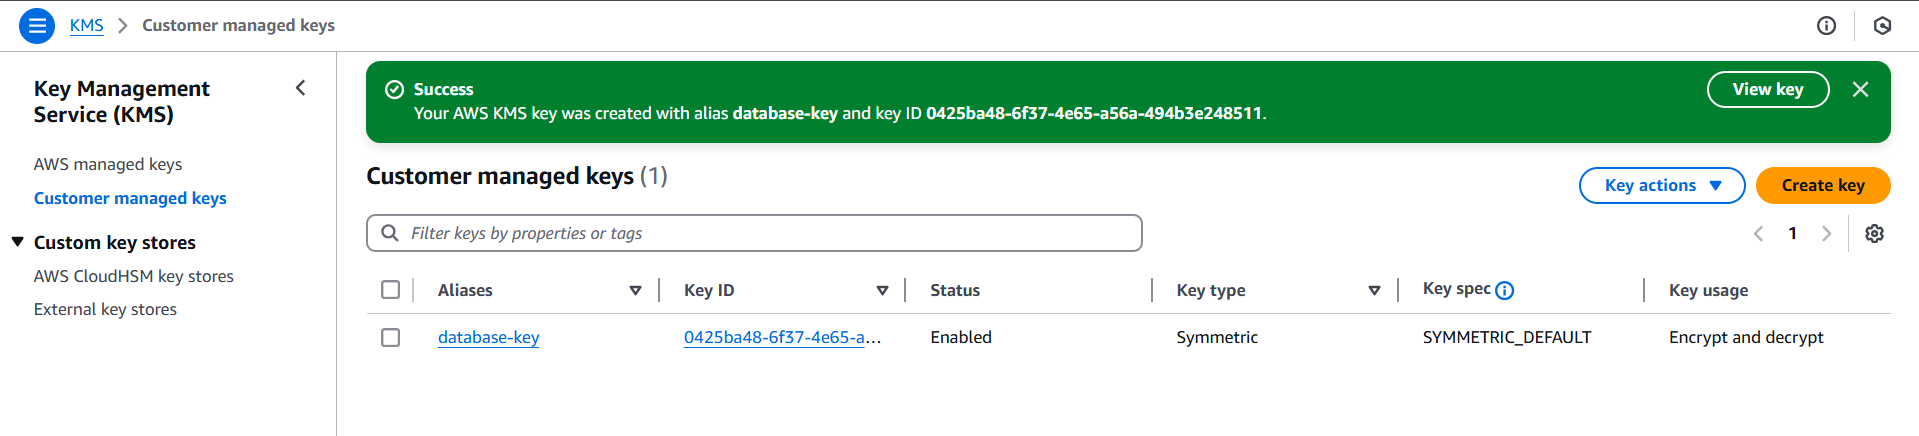 KMS > Customer managed keys
Key Management
Service (KMS)
AWS managed keys
Customer managed keys
Custom key stores
AWS CloudHSM key stores
External key stores
Success
Your AWS KMS key was created with alias database-key and key ID 0425ba48-6f37-4e65-a56a-494b3e248511.
View key
Customer managed keys (1)
Key actions
Create key
Filter keys by properties or tags
1
Aliases Key ID Status Key type Key spec Key usage
database-key 0425ba48-6f37-4e65-a... Enabled Symmetric SYMMETRIC_DEFAULT Encrypt and decrypt